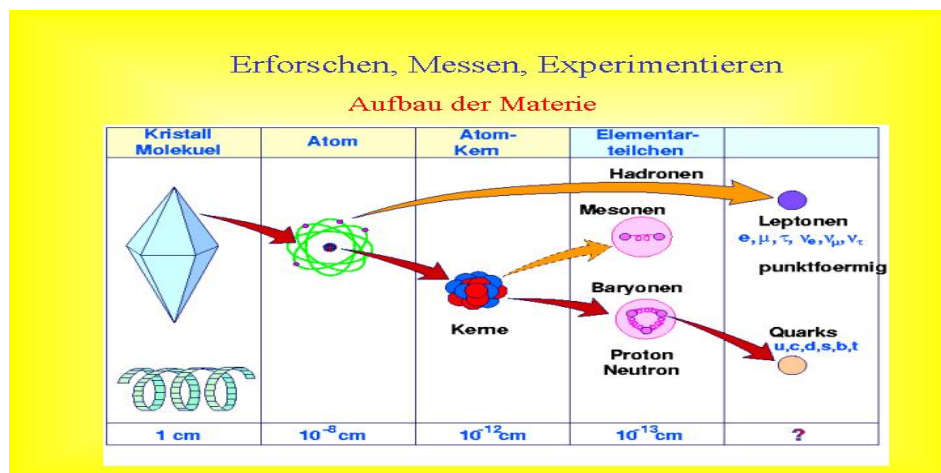 Erforschen, Messen, Experimentieren
Aufbau der Materie
Kristall
Molekuel
Atom
Atom-
Kern
Elementar-
teilchen
Hadronen
Mesonen
Leptonen
e, μ, τ, νe, νμ, ντ
punktfoermig
Baryonen
Kerne
Quarks
u,c,d,s,b,t
Proton
Neutron
1 cm
10⁻⁸cm
10⁻¹²cm
10⁻¹³cm
?